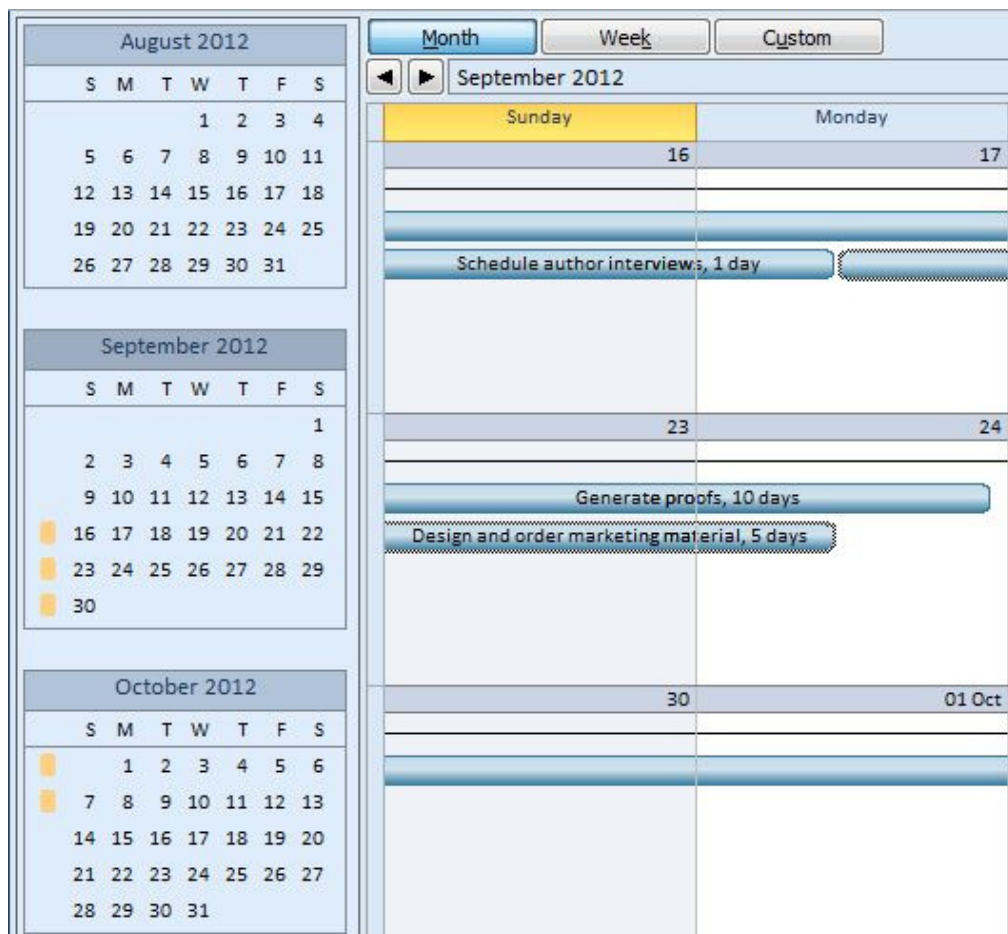 August 2012
S M T W T F S
1 2 3 4
5 6 7 8 9 10 11
12 13 14 15 16 17 18
19 20 21 22 23 24 25
26 27 28 29 30 31
September 2012
S M T W T F S
1
2 3 4 5 6 7 8
9 10 11 12 13 14 15
16 17 18 19 20 21 22
23 24 25 26 27 28 29
30
October 2012
S M T W T F S
1 2 3 4 5 6
7 8 9 10 11 12 13
14 15 16 17 18 19 20
21 22 23 24 25 26 27
28 29 30 31
Month Week Custom
September 2012
Sunday Monday
16 17
Schedule author interviews, 1 day
23 24
Generate proofs, 10 days
Design and order marketing material, 5 days
30 01 Oct